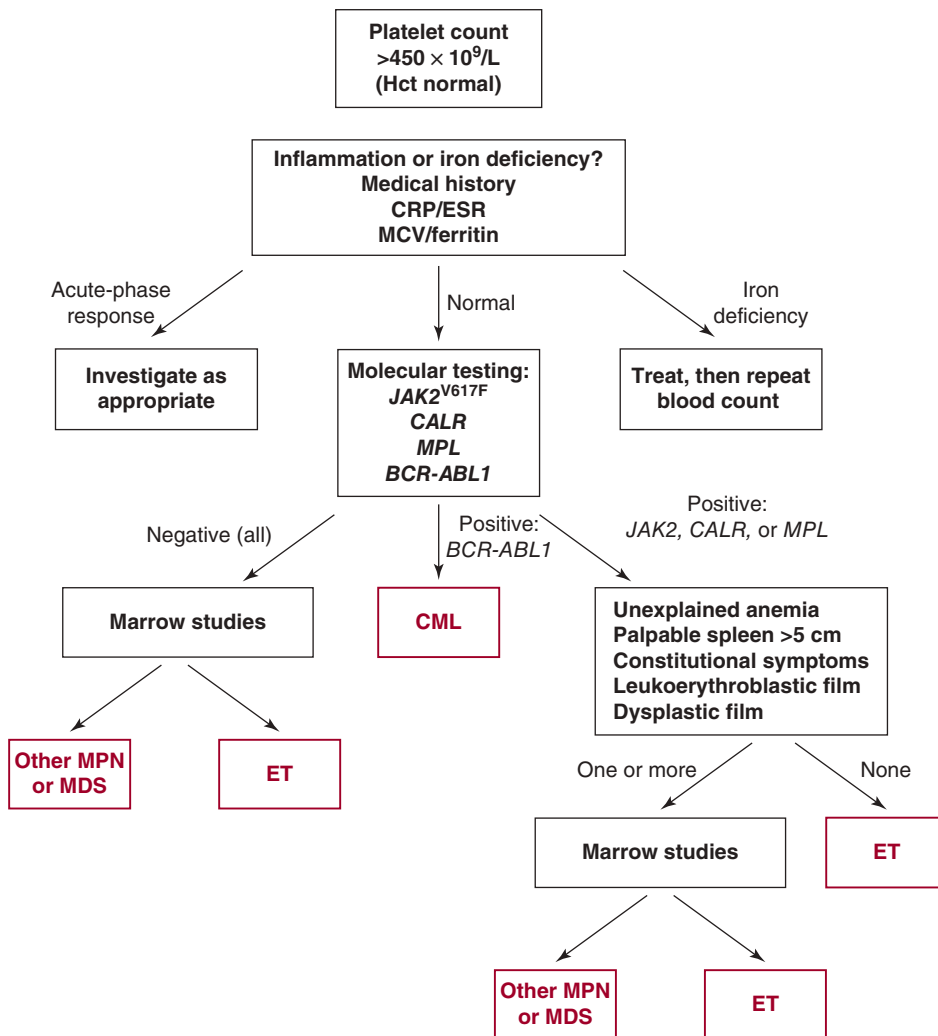 Platelet count
>450 × 10⁹/L
(Hct normal)
Inflammation or iron deficiency?
Medical history
CRP/ESR
MCV/ferritin
Acute-phase
response
Normal
Iron
deficiency
Investigate as
appropriate
Molecular testing:
JAK2ⱽ⁶¹⁷ᶠ
CALR
MPL
BCR-ABL1
Treat, then repeat
blood count
Negative (all)
Positive:
BCR-ABL1
Positive:
JAK2, CALR, or MPL
Marrow studies
CML
Unexplained anemia
Palpable spleen >5 cm
Constitutional symptoms
Leukoerythroblastic film
Dysplastic film
Other MPN
or MDS
ET
One or more
None
Marrow studies
ET
Other MPN
or MDS
ET